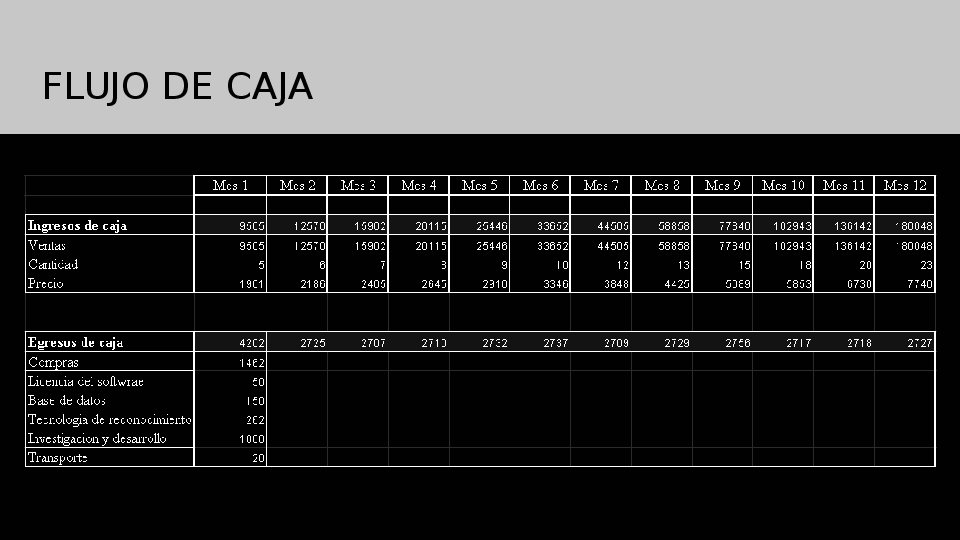 FLUJO DE CAJA
Mes 1 Mes 2 Mes 3 Mes 4 Mes 5 Mes 6 Mes 7 Mes 8 Mes 9 Mes 10 Mes 11 Mes 12
Ingresos de caja 9505 12570 15902 20115 25446 33652 44505 58858 77840 102943 136142 180048
Ventas 9505 12570 15902 20115 25446 33652 44505 58858 77840 102943 136142 180048
Cantidad 5 6 7 8 9 10 12 13 15 18 20 23
Precio 1901 2186 2405 2645 2910 3346 3848 4425 5089 5853 6730 7740
Egresos de caja 4202 2725 2707 2710 2732 2737 2709 2729 2756 2717 2718 2727
Compras 1462
Licencia del softwrae 50
Base de datos 150
Tecnologia de reconocimiento 262
Investigacion y desarrollo 1000
Transporte 20